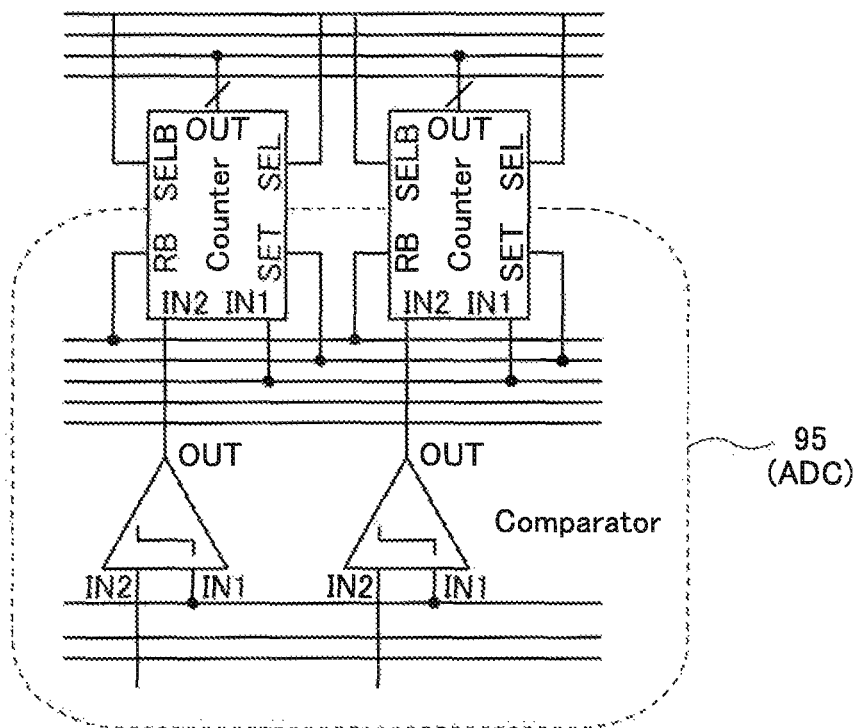 OUT
SELB
SEL
Counter
RB
SET
IN2
IN1
OUT
SELB
SEL
Counter
RB
SET
IN2
IN1
OUT
OUT
95
(ADC)
Comparator
IN2
IN1
IN2
IN1